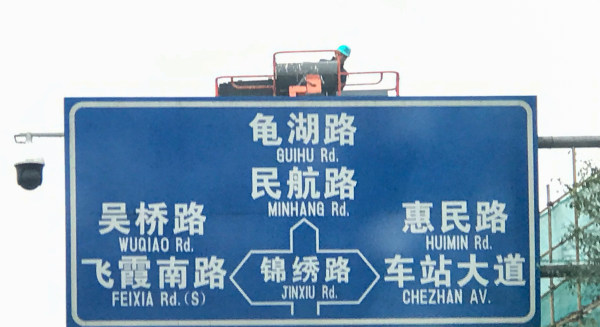 龟湖路
GUIHU Rd.
民航路
MINHANG Rd.
吴桥路
WUQIAO Rd.
惠民路
HUIMIN Rd.
飞霞南路
FEIXIA Rd.(S)
锦绣路
JINXIU Rd.
车站大道
CHEZHAN AV.